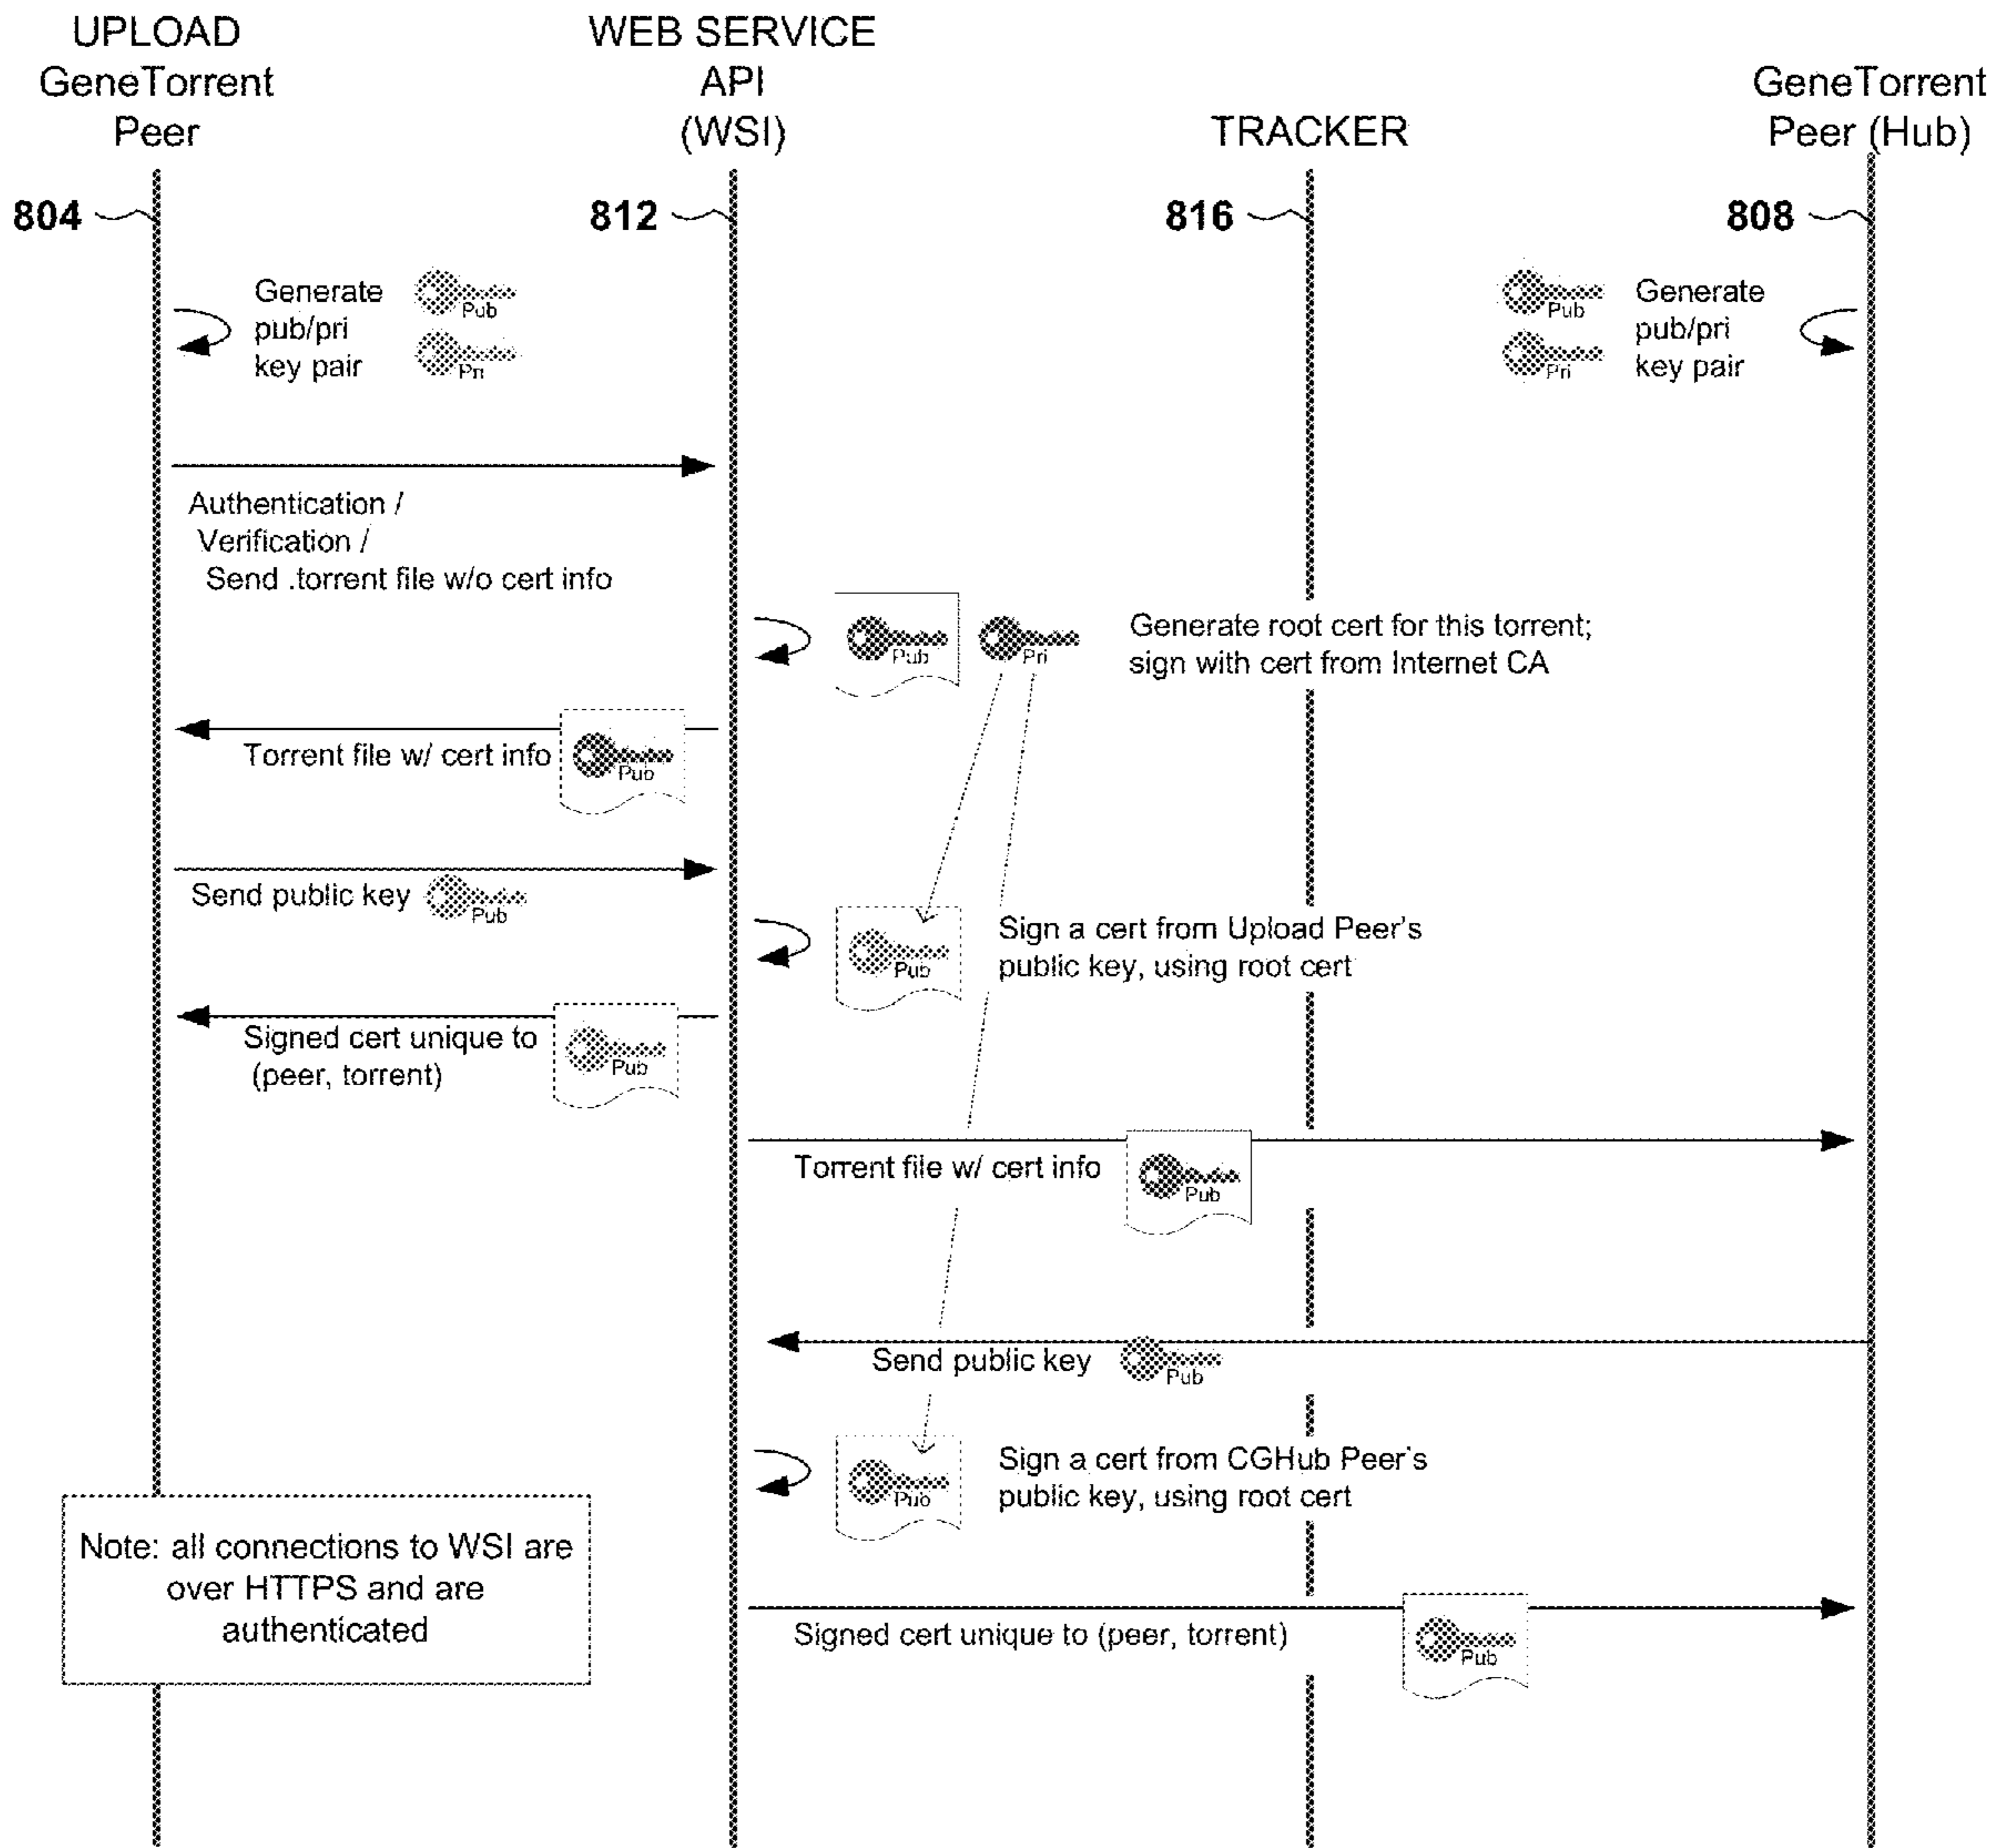 UPLOAD
GeneTorrent
Peer
WEB SERVICE
API
(WSI)
TRACKER
GeneTorrent
Peer (Hub)
804
812
816
808
Generate
pub/pri
key pair
Pub
Pri
Pub
Pri
Generate
pub/pri
key pair
Authentication /
Verification /
Send .torrent file w/o cert info
Pub
Pri
Generate root cert for this torrent;
sign with cert from Internet CA
Torrent file w/ cert info
Pub
Send public key
Pub
Pub
Sign a cert from Upload Peer's
public key, using root cert
Signed cert unique to
(peer, torrent)
Pub
Torrent file w/ cert info
Pub
Send public key
Pub
Pub
Sign a cert from CGHub Peer's
public key, using root cert
Note: all connections to WSI are
over HTTPS and are
authenticated
Signed cert unique to (peer, torrent)
Pub